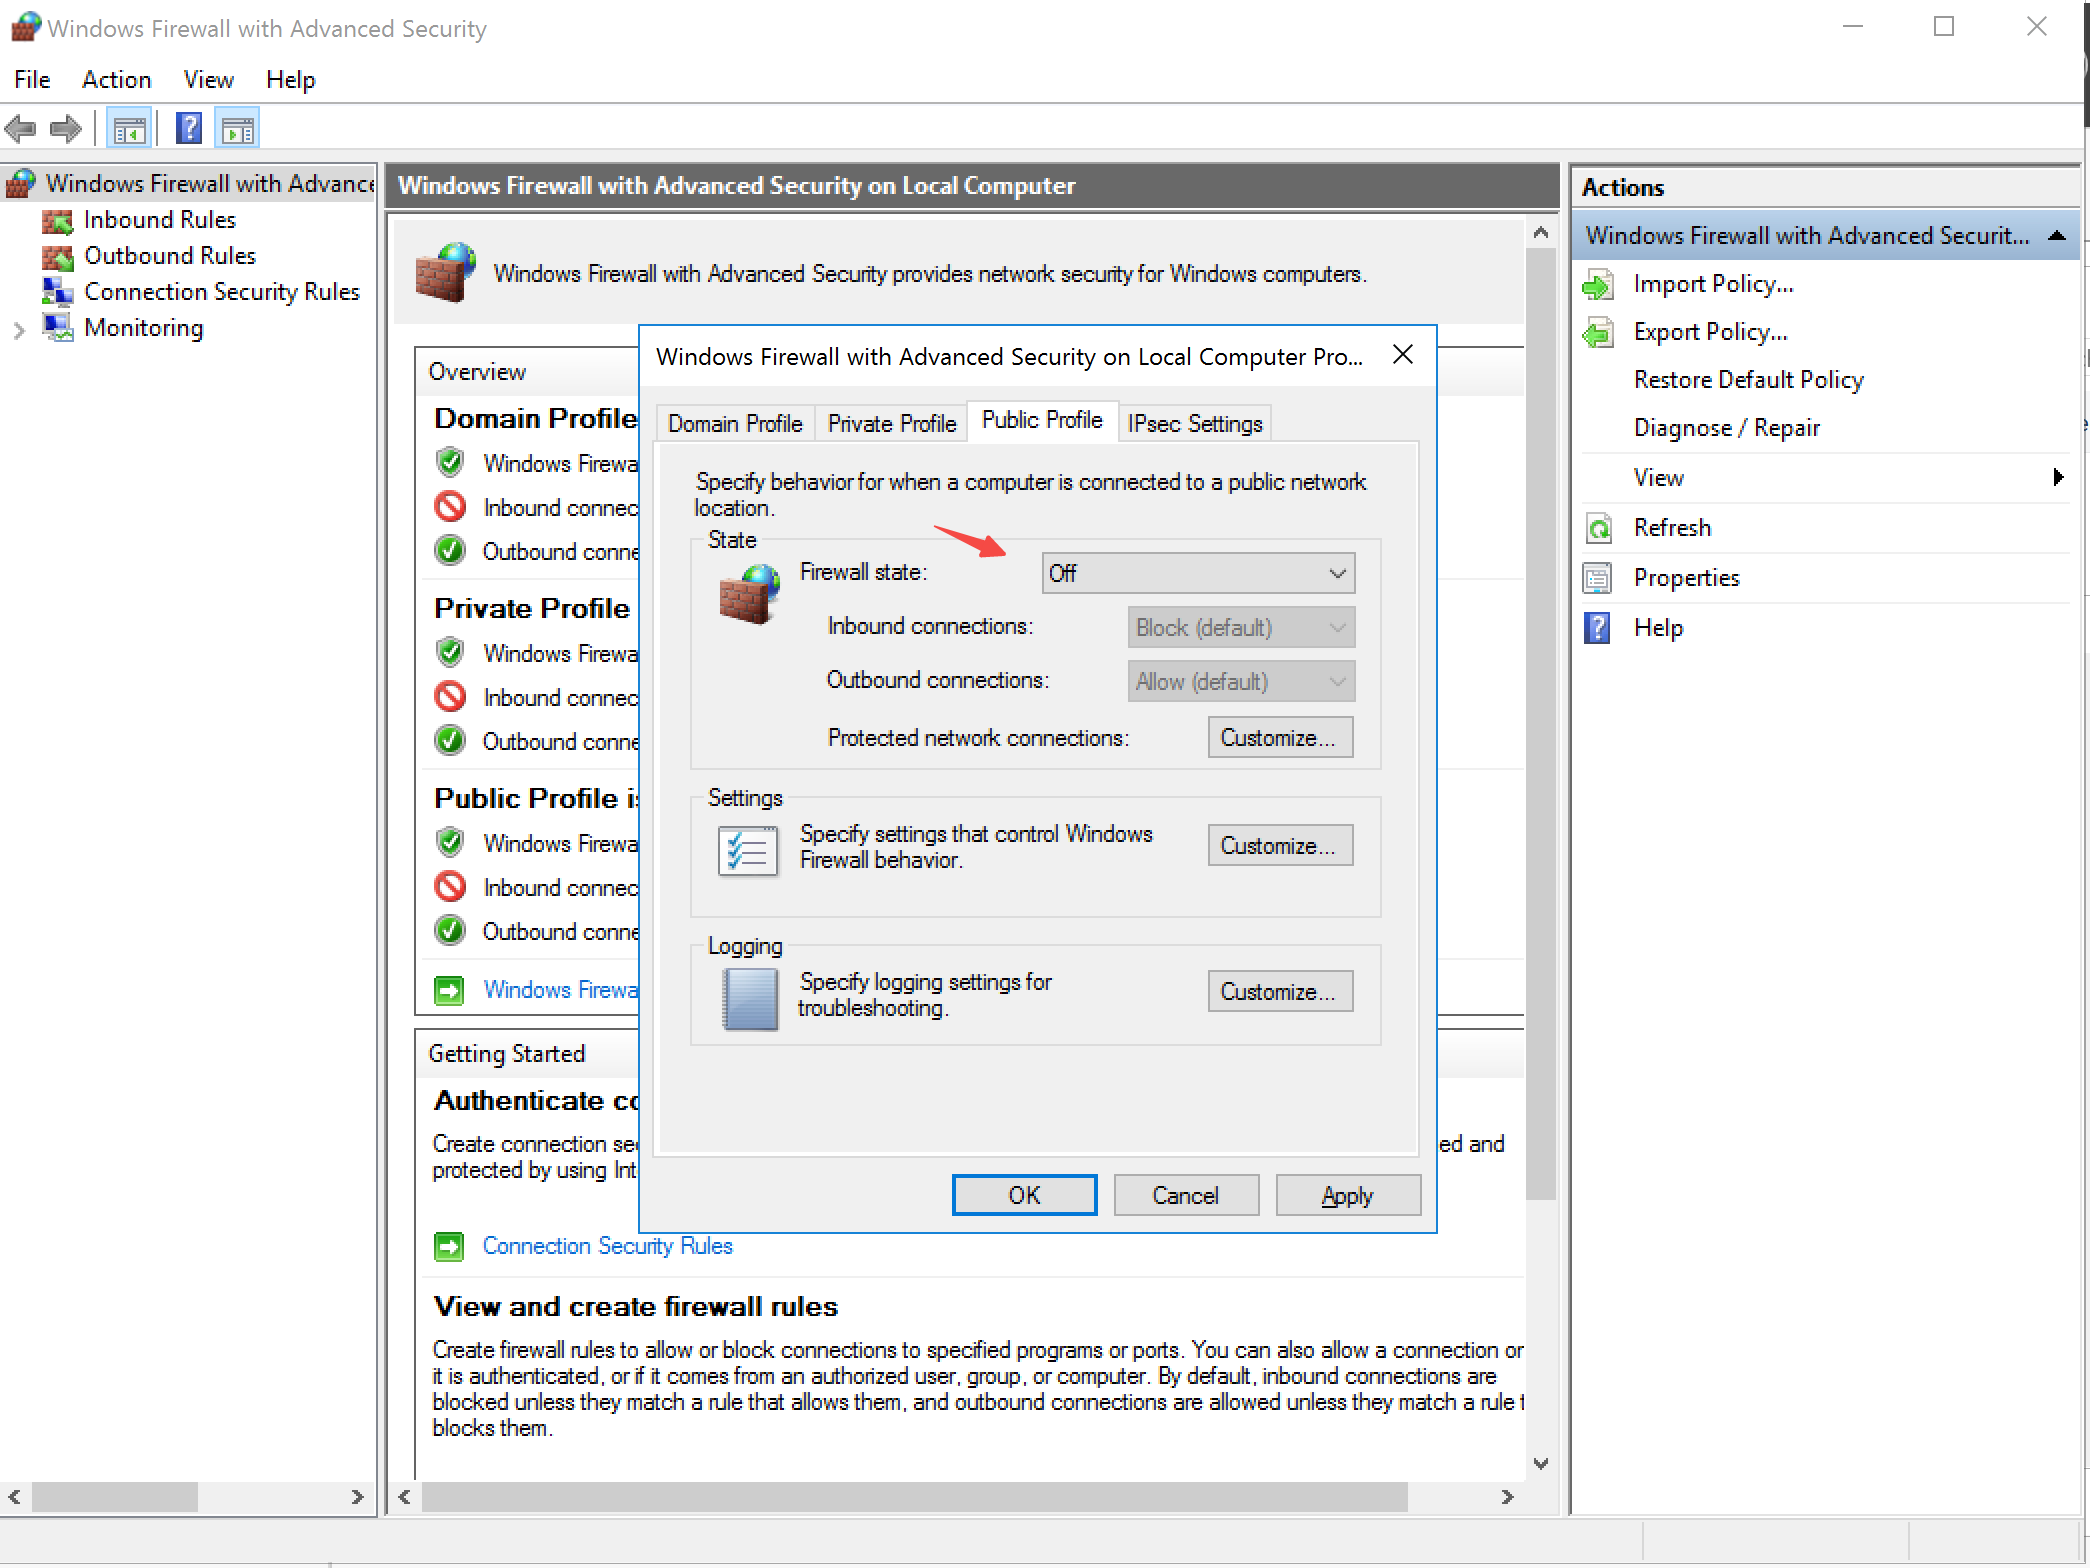 Windows Firewall with Advanced Security
File Action View Help
Windows Firewall with Advance
Inbound Rules
Outbound Rules
Connection Security Rules
Monitoring
Windows Firewall with Advanced Security on Local Computer
Windows Firewall with Advanced Security provides network security for Windows computers.
Overview
Domain Profile
Windows Firewa
Inbound connec
Outbound conne
Private Profile
Windows Firewa
Inbound connec
Outbound conne
Public Profile is
Windows Firewa
Inbound connec
Outbound conne
Windows Firewa
Getting Started
Authenticate co
Create connection sec
ed and
protected by using Int
Connection Security Rules
View and create firewall rules
Create firewall rules to allow or block connections to specified programs or ports. You can also allow a connection or
it is authenticated, or if it comes from an authorized user, group, or computer. By default, inbound connections are
blocked unless they match a rule that allows them, and outbound connections are allowed unless they match a rule t
blocks them.
Windows Firewall with Advanced Security on Local Computer Pro...
Domain Profile Private Profile Public Profile IPsec Settings
Specify behavior for when a computer is connected to a public network
location.
State
Firewall state: Off
Inbound connections: Block (default)
Outbound connections: Allow (default)
Protected network connections: Customize...
Settings
Specify settings that control Windows
Firewall behavior.
Customize...
Logging
Specify logging settings for
troubleshooting.
Customize...
OK Cancel Apply
Actions
Windows Firewall with Advanced Securit...
Import Policy...
Export Policy...
Restore Default Policy
Diagnose / Repair
View
Refresh
Properties
Help